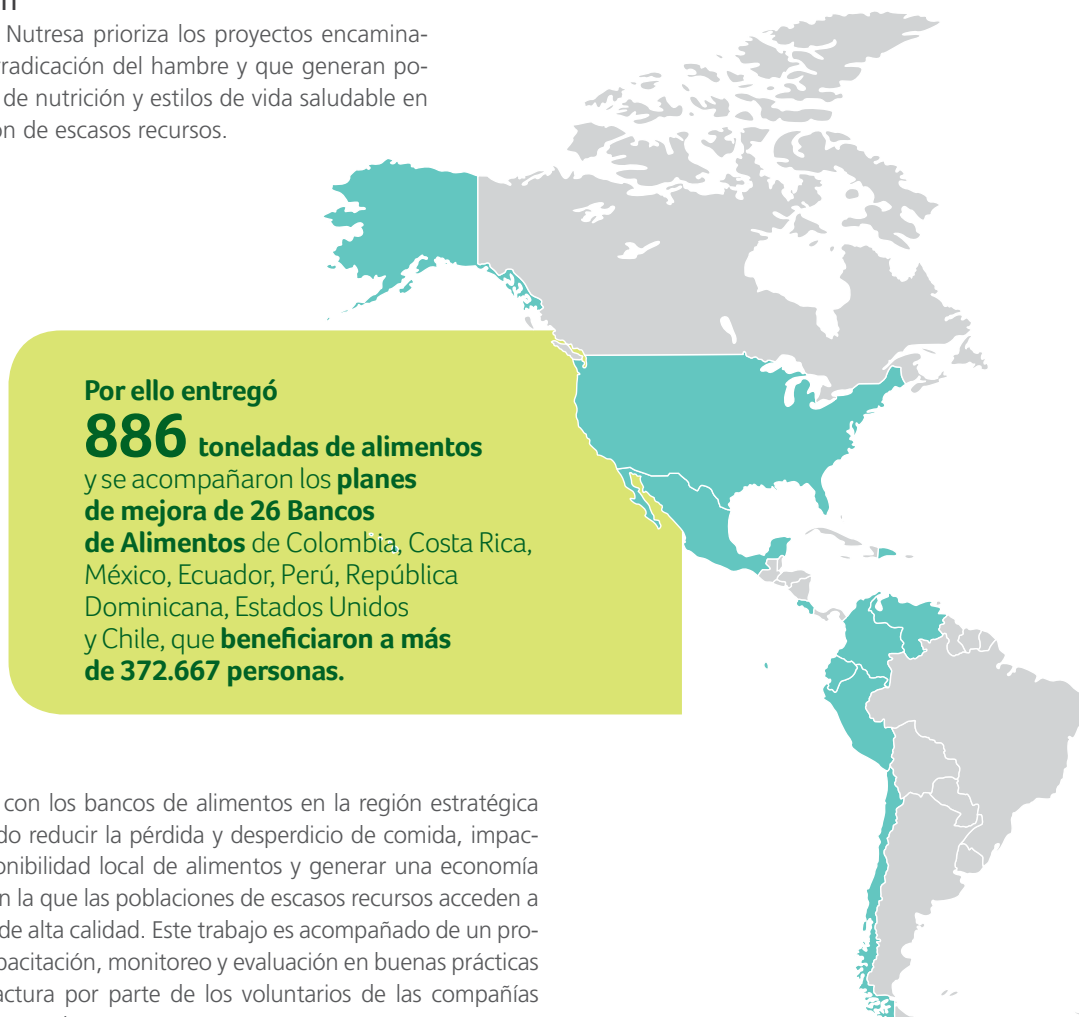 Nutresa prioriza los proyectos encamina-
radicación del hambre y que generan po-
de nutrición y estilos de vida saludable en
n de escasos recursos.
Por ello entregó
886 toneladas de alimentos
y se acompañaron los planes
de mejora de 26 Bancos
de Alimentos de Colombia, Costa Rica,
México, Ecuador, Perú, República
Dominicana, Estados Unidos
y Chile, que beneficiaron a más
de 372.667 personas.
con los bancos de alimentos en la región estratégica
do reducir la pérdida y desperdicio de comida, impac-
onibilidad local de alimentos y generar una economía
n la que las poblaciones de escasos recursos acceden a
de alta calidad. Este trabajo es acompañado de un pro-
pacitación, monitoreo y evaluación en buenas prácticas
actura por parte de los voluntarios de las compañías